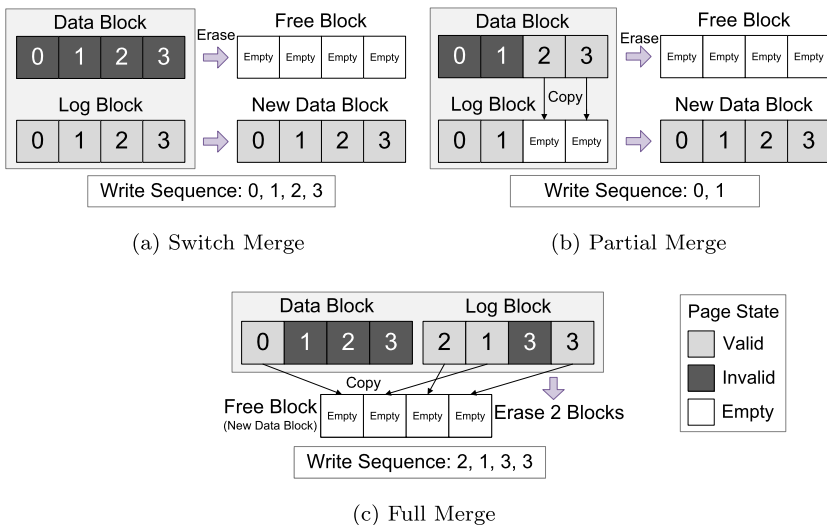 Data Block
0 1 2 3
Erase
Free Block
Empty Empty Empty Empty
Log Block
0 1 2 3
New Data Block
0 1 2 3
Write Sequence: 0, 1, 2, 3
(a) Switch Merge
Data Block
0 1 2 3
Erase
Free Block
Empty Empty Empty Empty
Copy
Log Block
0 1 Empty Empty
New Data Block
0 1 2 3
Write Sequence: 0, 1
(b) Partial Merge
Data Block
0 1 2 3
Log Block
2 1 3 3
Copy
Free Block
(New Data Block)
Empty Empty Empty Empty
Erase 2 Blocks
Write Sequence: 2, 1, 3, 3
(c) Full Merge
Page State
Valid
Invalid
Empty